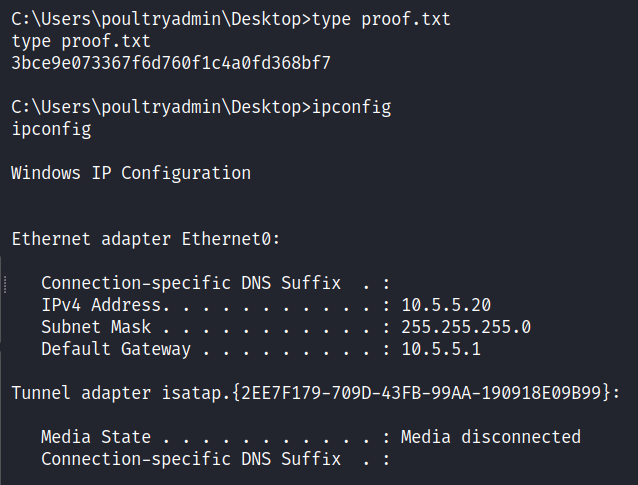 C:\Users\poultryadmin\Desktop>type proof.txt
type proof.txt
3bce9e073367f6d760f1c4a0fd368bf7
C:\Users\poultryadmin\Desktop>ipconfig
ipconfig
Windows IP Configuration
Ethernet adapter Ethernet0:
   Connection-specific DNS Suffix  . :
   IPv4 Address. . . . . . . . . . . : 10.5.5.20
   Subnet Mask . . . . . . . . . . . : 255.255.255.0
   Default Gateway . . . . . . . . . : 10.5.5.1
Tunnel adapter isatap.{2EE7F179-709D-43FB-99AA-190918E09B99}:
   Media State . . . . . . . . . . . : Media disconnected
   Connection-specific DNS Suffix  . :